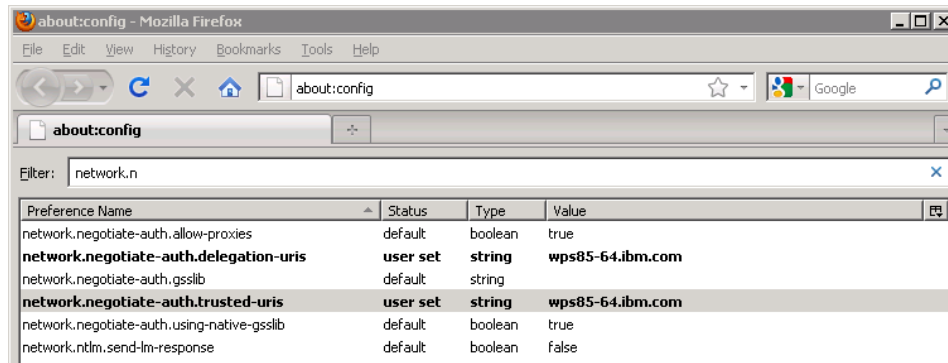 about:config - Mozilla Firefox
File Edit View History Bookmarks Tools Help
about:config Google
about:config
Filter: network.n
Preference Name Status Type Value
network.negotiate-auth.allow-proxies default boolean true
network.negotiate-auth.delegation-uris user set string wps85-64.ibm.com
network.negotiate-auth.gsslib default string
network.negotiate-auth.trusted-uris user set string wps85-64.ibm.com
network.negotiate-auth.using-native-gsslib default boolean true
network.ntlm.send-lm-response default boolean false